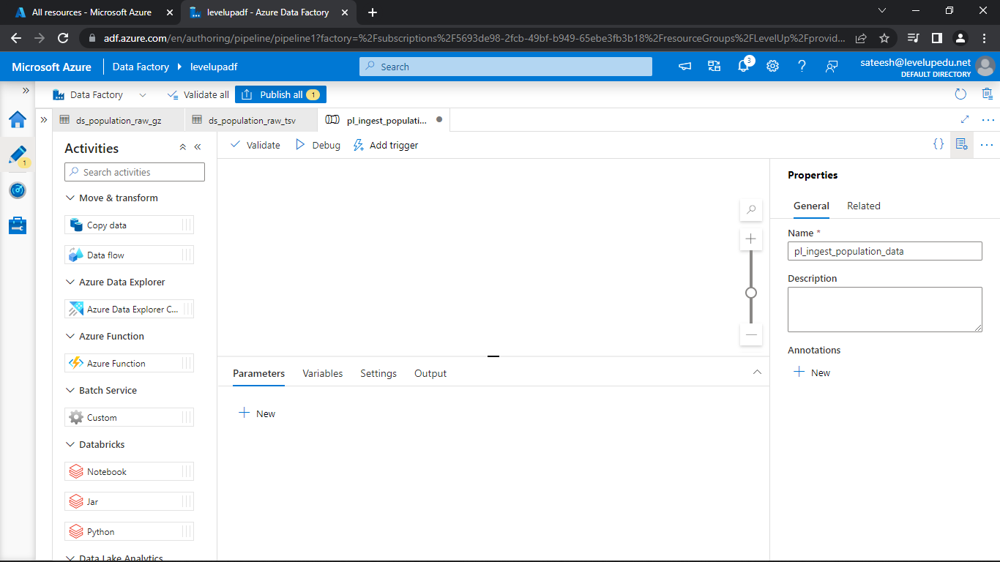 All resources - Microsoft Azure
levelupadf - Azure Data Factory
adf.azure.com/en/authoring/pipeline/pipeline1?factory=%2Fsubscriptions%2F5693de98-2fcb-49bf-b949-65ebe3fb3b18%2FresourceGroups%2FLevelUp%2Fprovid...
Microsoft Azure
Data Factory
levelupadf
Search
3
sateesh@levelupedu.net
DEFAULT DIRECTORY
Data Factory
Validate all
Publish all
1
ds_population_raw_gz
ds_population_raw_tsv
pl_ingest_populati...
1
Activities
Search activities
Move & transform
Copy data
Data flow
Azure Data Explorer
Azure Data Explorer C...
Azure Function
Azure Function
Batch Service
Custom
Databricks
Notebook
Jar
Python
Data Lake Analytics
Validate
Debug
Add trigger
Parameters
Variables
Settings
Output
New
Properties
General
Related
Name *
pl_ingest_population_data
Description
Annotations
New